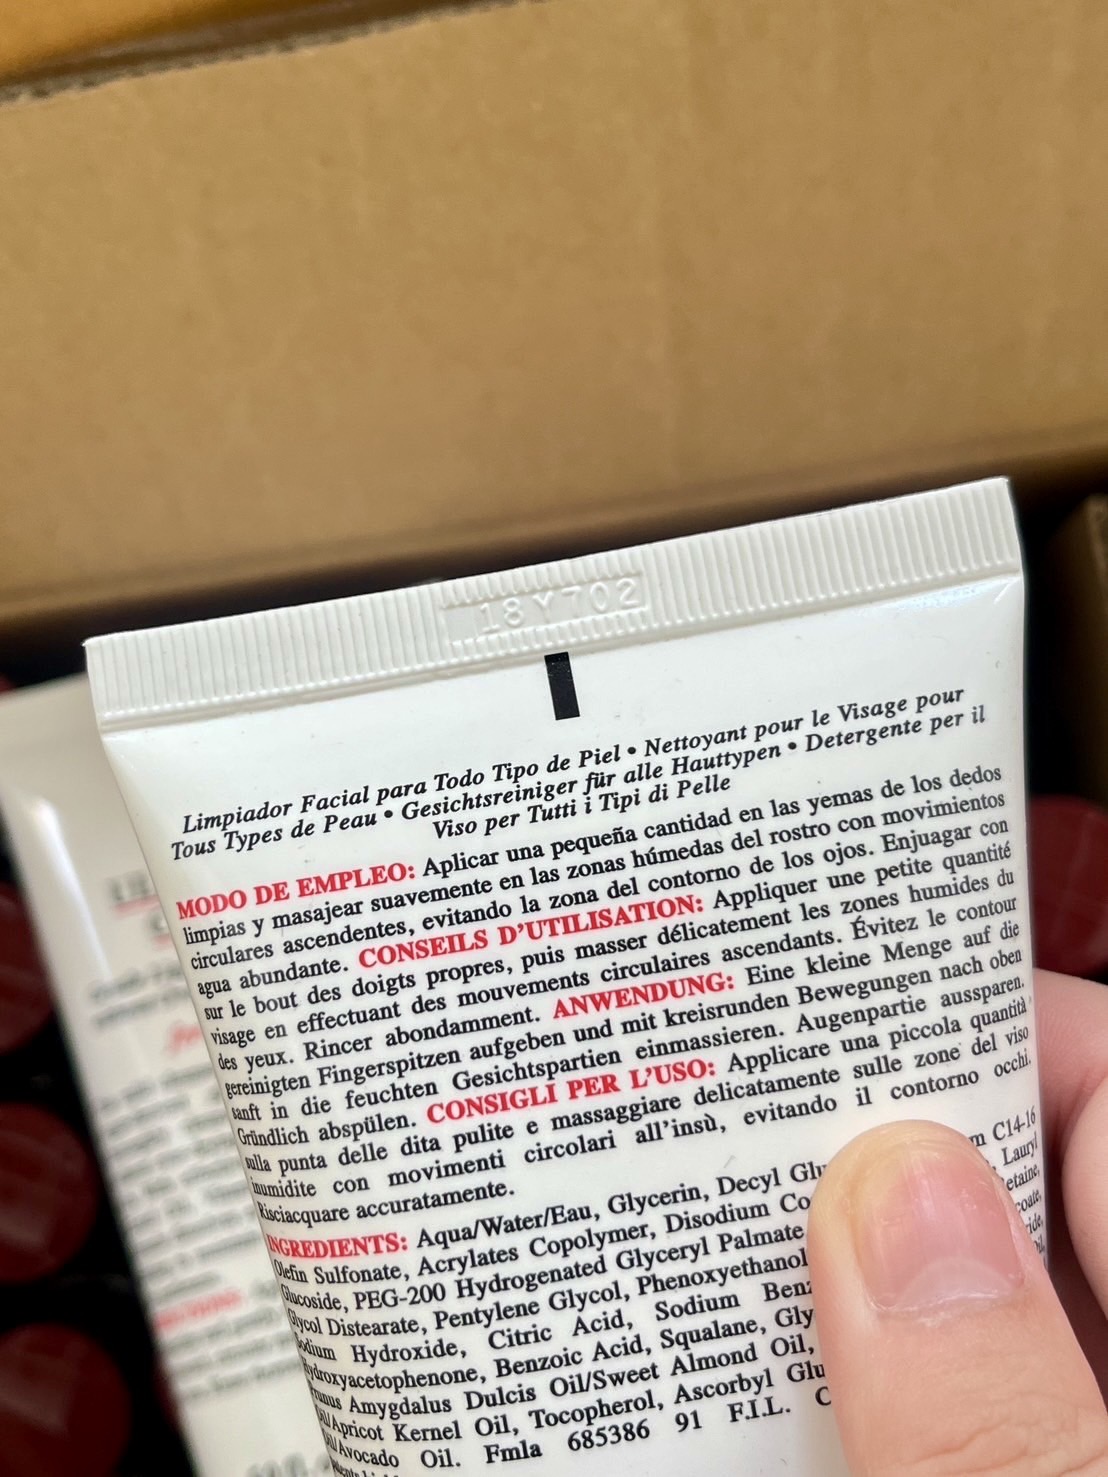 18Y702
Limpiador Facial para Todo Tipo de Piel • Nettoyant pour le Visage pour
Tous Types de Peau • Gesichtsreiniger für alle Hauttypen • Detergente per il
Viso per Tutti i Tipi di Pelle
MODO DE EMPLEO: Aplicar una pequeña cantidad en las yemas de los dedos
limpias y masajear suavemente en las zonas húmedas del rostro con movimientos
circulares ascendentes, evitando la zona del contorno de los ojos. Enjuagar con
agua abundante. CONSEILS D'UTILISATION: Appliquer une petite quantité
sur le bout des doigts propres, puis masser délicatement les zones humides du
visage en effectuant des mouvements circulaires ascendants. Évitez le contour
des yeux. Rincer abondamment. ANWENDUNG: Eine kleine Menge auf die
gereinigten Fingerspitzen aufgeben und mit kreisrunden Bewegungen nach oben
sanft in die feuchten Gesichtspartien einmassieren. Augenpartie aussparen.
Gründlich abspülen. CONSIGLI PER L'USO: Applicare una piccola quantità
sulla punta delle dita pulite e massaggiare delicatamente sulle zone del viso
inumidite con movimenti circolari all'insù, evitando il contorno occhi.
Risciacquare accuratamente.
INGREDIENTS: Aqua/Water/Eau, Glycerin, Decyl C14-16
Olefin Sulfonate, Acrylates Copolymer, Disodium Lauryl
Glucoside, PEG-200 Hydrogenated Glyceryl Palmate
Glycol Distearate, Pentylene Glycol, Phenoxyethanol
Sodium Hydroxide, Citric Acid, Sodium
Hydroxyacetophenone, Benzoic Acid, Squalane,
Prunus Amygdalus Dulcis Oil/Sweet Almond Oil,
Oil/Apricot Kernel Oil, Tocopherol, Ascorbyl
Oil/Avocado Oil. Fmla 685386 91 F.I.L.